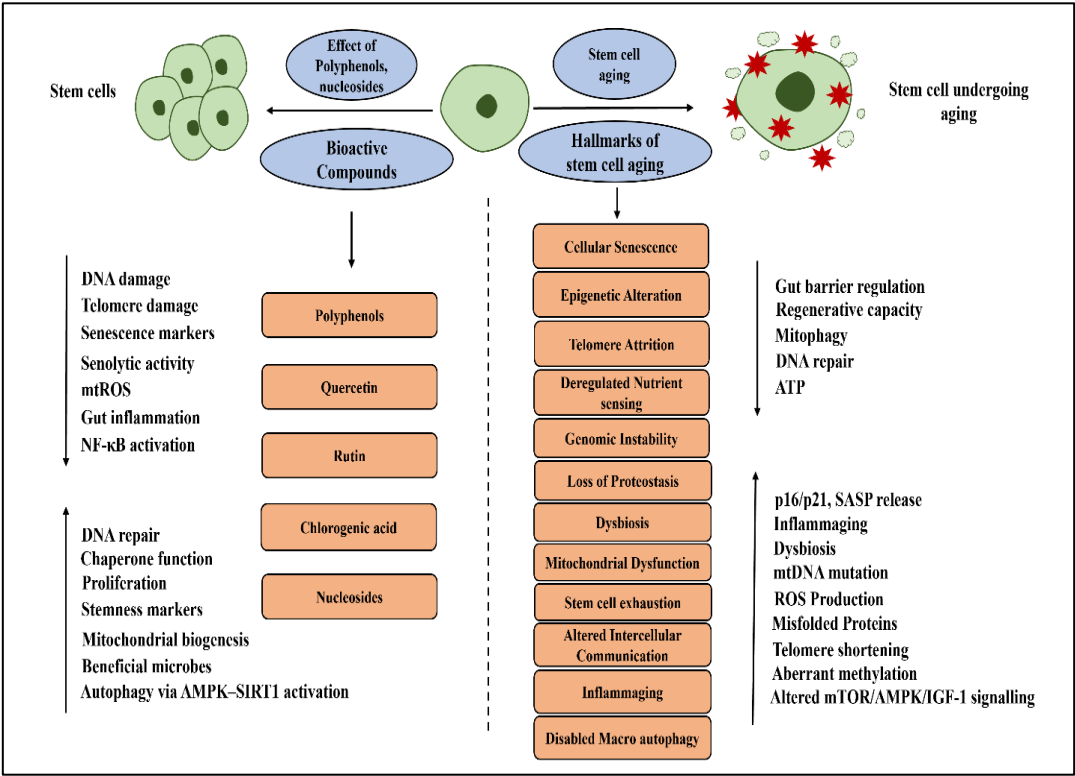 Stem cells
Effect of
Polyphenols,
nucleosides
Bioactive
Compounds
Stem cell
aging
Hallmarks of
stem cell aging
Stem cell undergoing
aging
DNA damage
Telomere damage
Senescence markers
Senolytic activity
mtROS
Gut inflammation
NF-κB activation
DNA repair
Chaperone function
Proliferation
Stemness markers
Mitochondrial biogenesis
Beneficial microbes
Autophagy via AMPK–SIRT1 activation
Polyphenols
Quercetin
Rutin
Chlorogenic acid
Nucleosides
Cellular Senescence
Epigenetic Alteration
Telomere Attrition
Deregulated Nutrient
sensing
Genomic Instability
Loss of Proteostasis
Dysbiosis
Mitochondrial Dysfunction
Stem cell exhaustion
Altered Intercellular
Communication
Inflammaging
Disabled Macro autophagy
Gut barrier regulation
Regenerative capacity
Mitophagy
DNA repair
ATP
p16/p21, SASP release
Inflammaging
Dysbiosis
mtDNA mutation
ROS Production
Misfolded Proteins
Telomere shortening
Aberrant methylation
Altered mTOR/AMPK/IGF-1 signalling